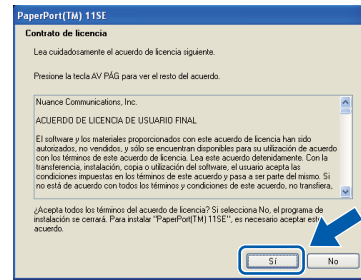 PaperPort(TM) 11SE
Contrato de licencia
Lea cuidadosamente el acuerdo de licencia siguiente.
Presione la tecla AV PÁG para ver el resto del acuerdo.
Nuance Communications, Inc.
ACUERDO DE LICENCIA DE USUARIO FINAL
El software y los materiales proporcionados con este acuerdo de licencia han sido
autorizados, no vendidos, y sólo se encuentran disponibles para su utilización de acuerdo
con los términos de este acuerdo de licencia. Lea este acuerdo detenidamente. Con la
transferencia, instalación, copia o utilización del software, el usuario acepta las
condiciones impuestas en los términos de este acuerdo y pasa a ser parte del mismo. Si
no está de acuerdo con todos los términos y condiciones de este acuerdo, no transfiera,
¿Acepta todos los términos del acuerdo de licencia? Si selecciona No, el programa de
instalación se cerrará. Para instalar "PaperPort(TM) 11SE", es necesario aceptar este
acuerdo.
Sí
No